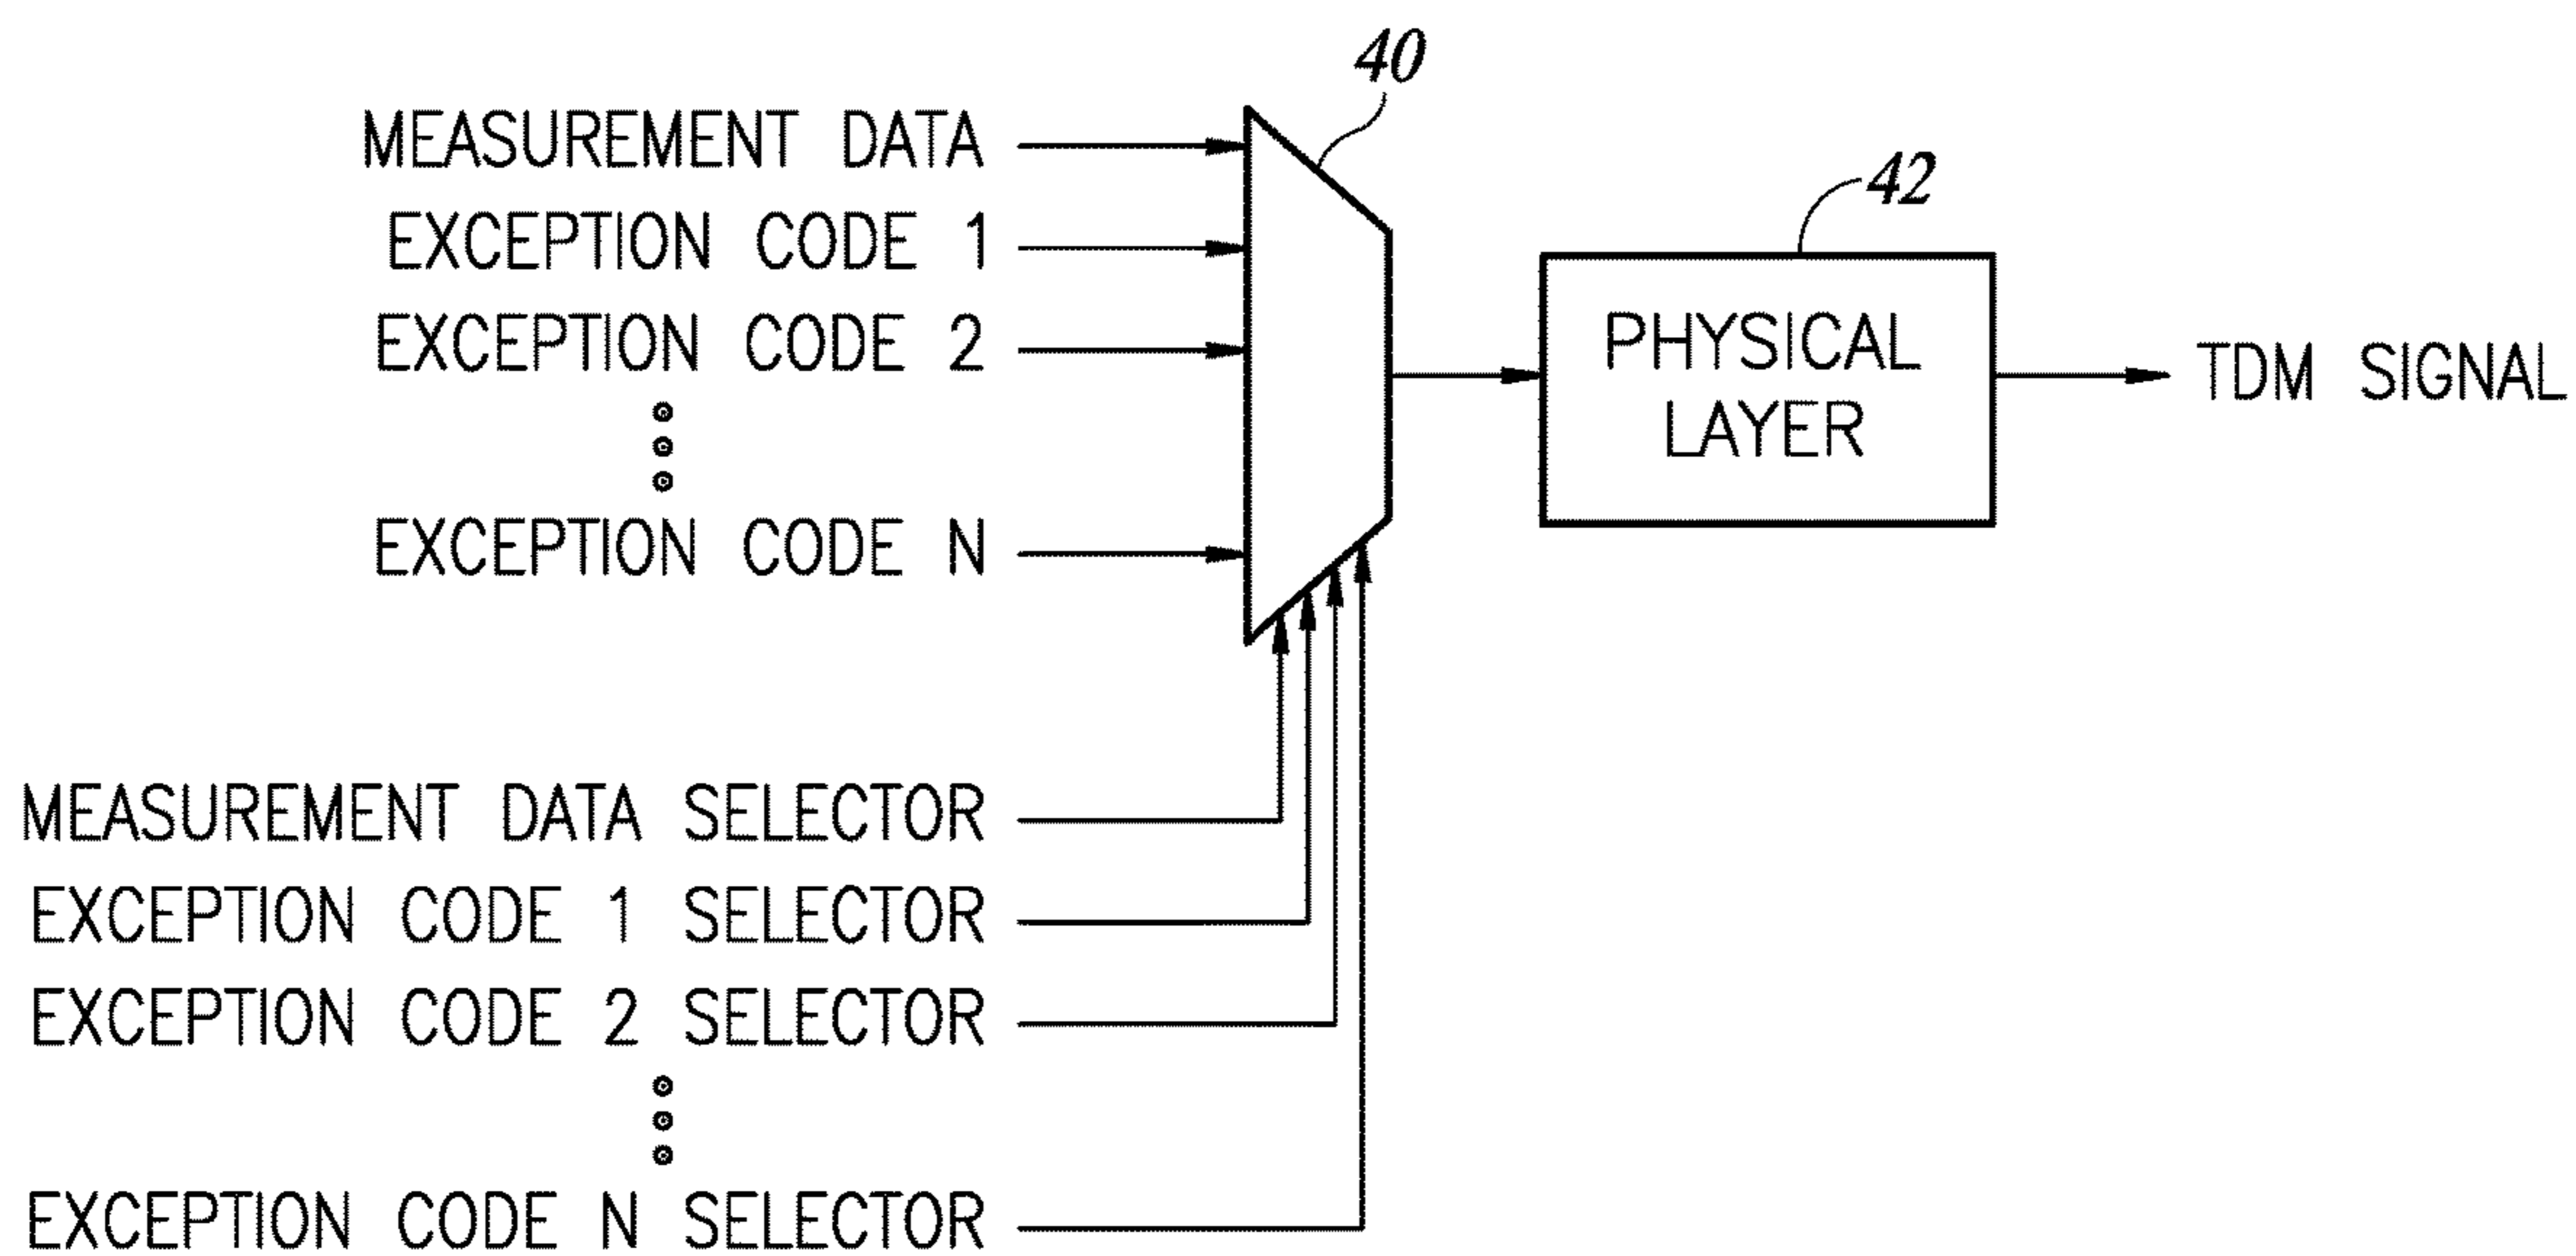 40
MEASUREMENT DATA
42
EXCEPTION CODE 1
EXCEPTION CODE 2
PHYSICAL
LAYER
TDM SIGNAL
EXCEPTION CODE N
MEASUREMENT DATA SELECTOR
EXCEPTION CODE 1 SELECTOR
EXCEPTION CODE 2 SELECTOR
EXCEPTION CODE N SELECTOR